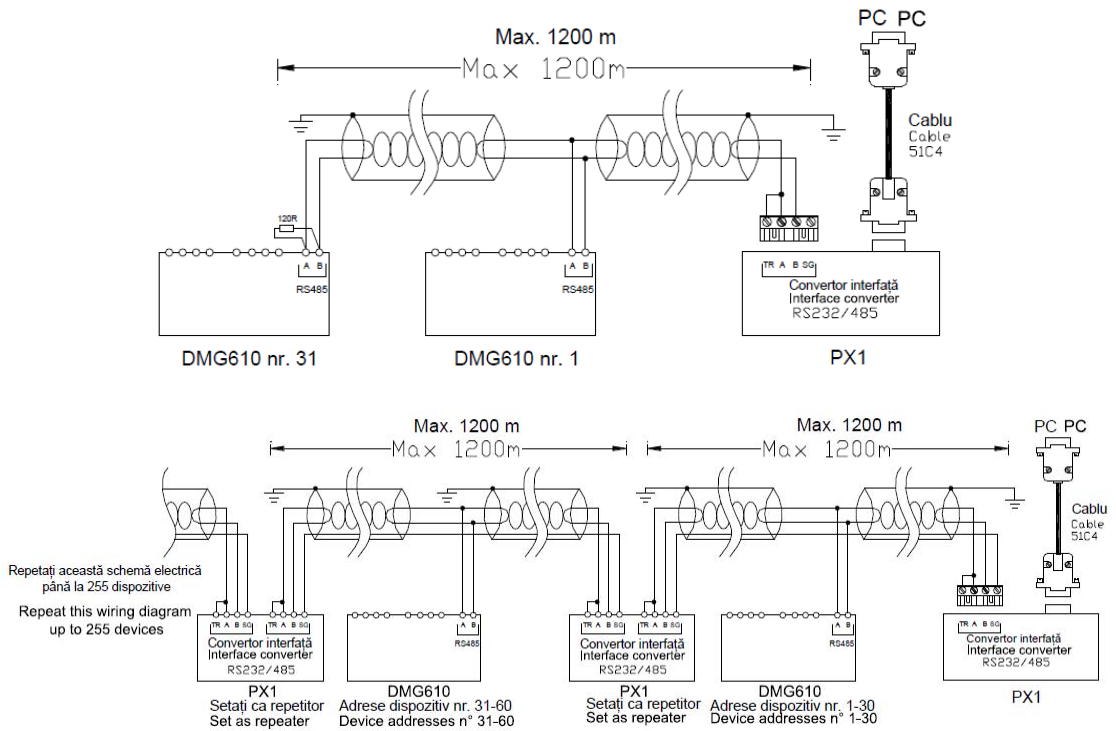 PC PC
Max. 1200 m
Max 1200m
Cablu
Cable
51C4
120R
A B
RS485
A B
RS485
TR A B SG
Convertor interfață
Interface converter
RS232/485
DMG610 nr. 31
DMG610 nr. 1
PX1
Max. 1200 m
Max 1200m
Max. 1200 m
Max 1200m
PC PC
Cablu
Cable
51C4
Repetați această schemă electrică
până la 255 dispozitive
Repeat this wiring diagram
up to 255 devices
TR A B SG
TR A B SG
Convertor interfață
Interface converter
RS232/485
PX1
Setați ca repetitor
Set as repeater
A B
RS485
DMG610
Adrese dispozitiv nr. 31-60
Device addresses n° 31-60
TR A B SG
TR A B SG
Convertor interfață
Interface converter
RS232/485
PX1
Setați ca repetitor
Set as repeater
A B
RS485
DMG610
Adrese dispozitiv nr. 1-30
Device addresses n° 1-30
TR A B SG
Convertor interfață
Interface converter
RS232/485
PX1